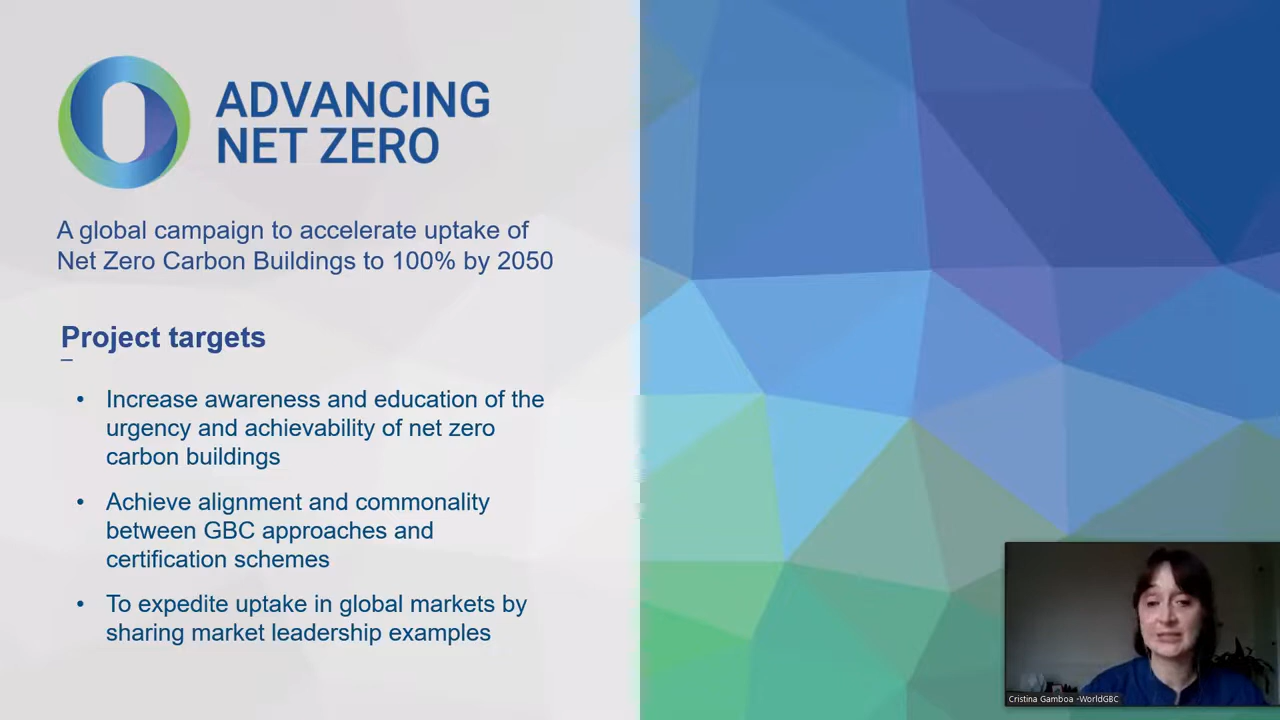 ADVANCING
NET ZERO
A global campaign to accelerate uptake of
Net Zero Carbon Buildings to 100% by 2050
Project targets
• Increase awareness and education of the
urgency and achievability of net zero
carbon buildings
• Achieve alignment and commonality
between GBC approaches and
certification schemes
• To expedite uptake in global markets by
sharing market leadership examples
Cristina Gamboa -WorldGBC